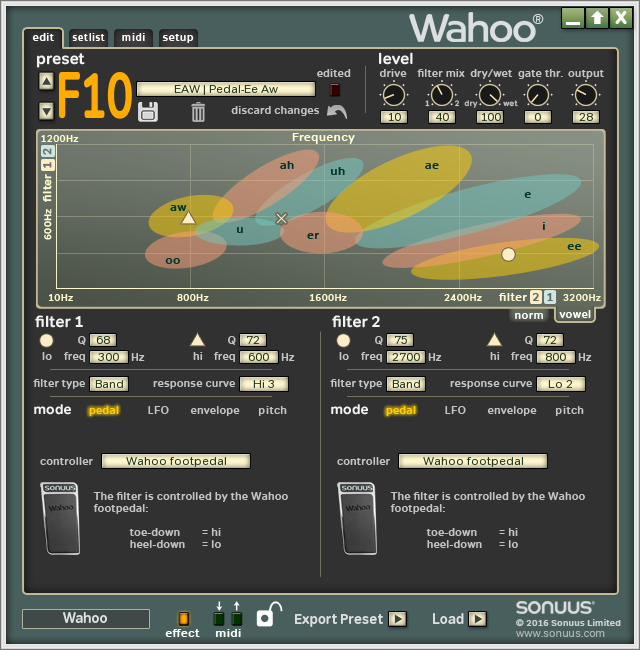 Wahoo®
edit setlist midi setup
preset
F10
EAW | Pedal-Ee Aw
edited
discard changes
level
drive filter mix dry/wet gate thr. output
1 2 dry wet
10 40 100 0 28
1200Hz Frequency
filter 1 2
600Hz
aw ah uh ae e
u er i ee
oo
10Hz 800Hz 1600Hz 2400Hz filter 2 1 3200Hz
norm vowel
filter 1
Q 68 Q 72
lo freq 300 Hz hi freq 600 Hz
filter type Band response curve Hi 3
mode pedal LFO envelope pitch
controller Wahoo footpedal
sonuus
Wahoo
The filter is controlled by the Wahoo
footpedal:
toe-down = hi
heel-down = lo
filter 2
Q 75 Q 72
lo freq 2700 Hz hi freq 800 Hz
filter type Band response curve Lo 2
mode pedal LFO envelope pitch
controller Wahoo footpedal
sonuus
Wahoo
The filter is controlled by the Wahoo
footpedal:
toe-down = hi
heel-down = lo
Wahoo
effect midi
Export Preset Load
sonuus®
© 2016 Sonuus Limited
www.sonuus.com